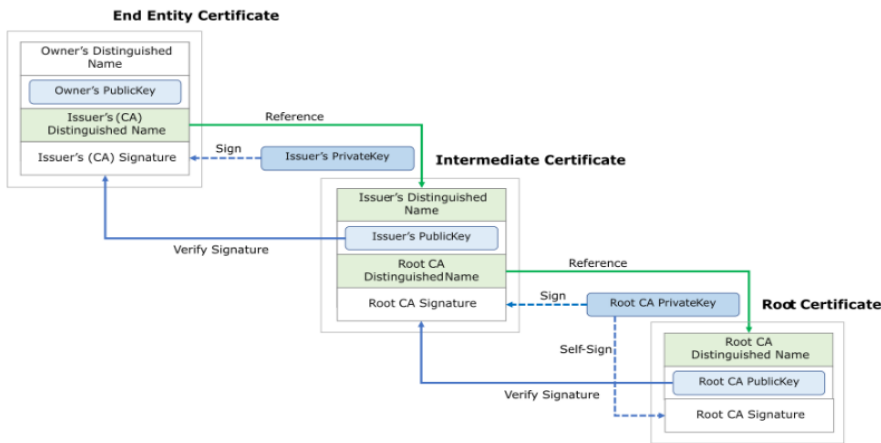 End Entity Certificate
Owner's Distinguished
Name
Owner's PublicKey
Issuer's (CA)
Distinguished Name
Issuer's (CA) Signature
Reference
Sign
Issuer's PrivateKey
Intermediate Certificate
Issuer's Distinguished
Name
Issuer's PublicKey
Verify Signature
Root CA
DistinguishedName
Root CA Signature
Reference
Sign
Root CA PrivateKey
Root Certificate
Root CA
Distinguished Name
Self-Sign
Root CA PublicKey
Verify Signature
Root CA Signature